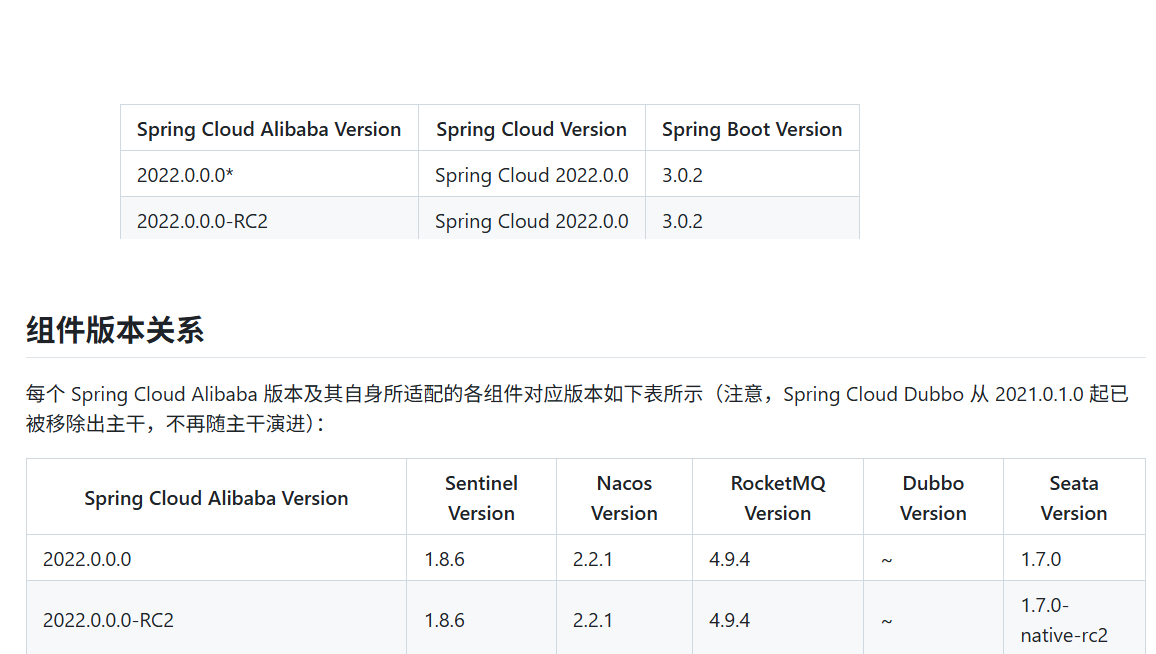 Spring Cloud Alibaba Version Spring Cloud Version Spring Boot Version
2022.0.0.0* Spring Cloud 2022.0.0 3.0.2
2022.0.0.0-RC2 Spring Cloud 2022.0.0 3.0.2
组件版本关系
每个 Spring Cloud Alibaba 版本及其自身所适配的各组件对应版本如下表所示（注意，Spring Cloud Dubbo 从 2021.0.1.0 起已
被移除出主干，不再随主干演进）：
Spring Cloud Alibaba Version Sentinel Version Nacos Version RocketMQ Version Dubbo Version Seata Version
2022.0.0.0 1.8.6 2.2.1 4.9.4 ~ 1.7.0
2022.0.0.0-RC2 1.8.6 2.2.1 4.9.4 ~ 1.7.0-native-rc2